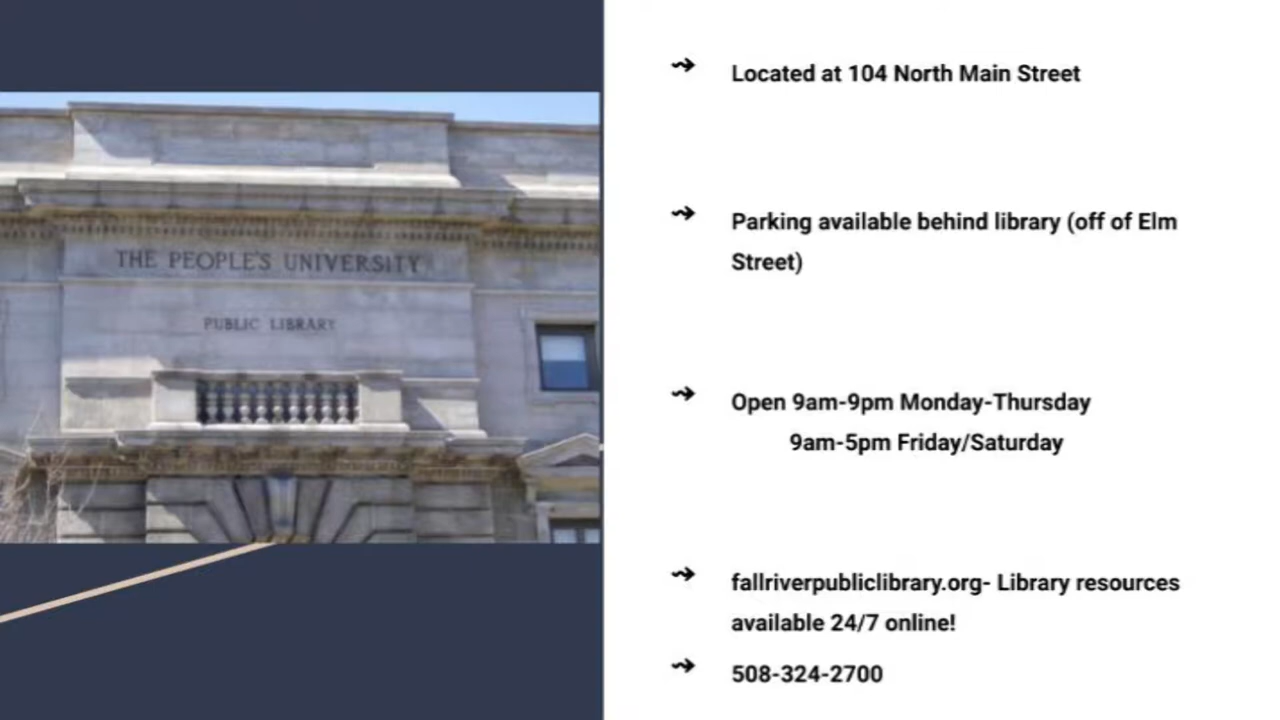 THE PEOPLE'S UNIVERSITY
PUBLIC LIBRARY
Located at 104 North Main Street
Parking available behind library (off of Elm
Street)
Open 9am-9pm Monday-Thursday
9am-5pm Friday/Saturday
fallriverpubliclibrary.org- Library resources
available 24/7 online!
508-324-2700